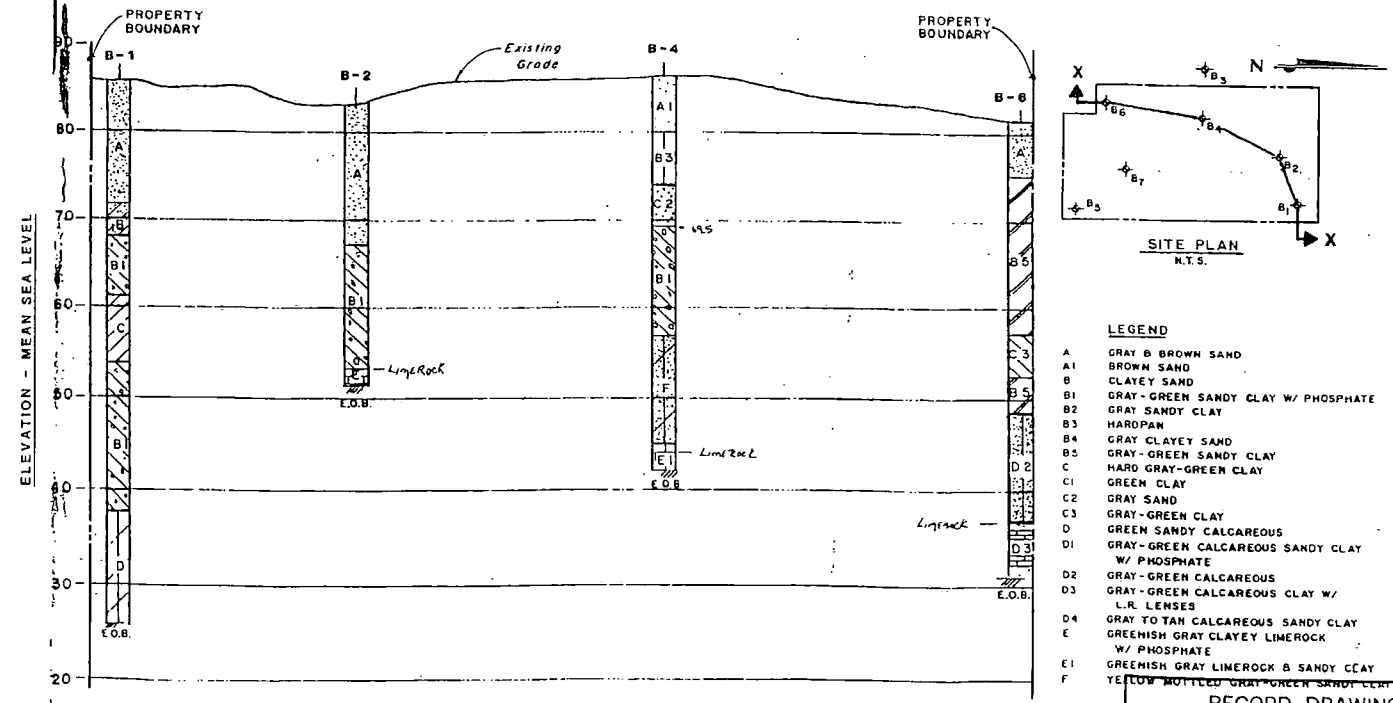 PROPERTY
BOUNDARY
PROPERTY
BOUNDARY
B-1
B-2
Existing
Grade
B-4
B-6
90
80
70
60
50
40
30
20
ELEVATION - MEAN SEA LEVEL
A
B
B1
C
B1
D
E.O.B.
A
B1
E
LimeRock
E.O.B.
A1
B3
C2
69.5
B1
F
E1
LimeRock
E.O.B
A
B5
C3
B5
D2
Limerock
D3
E.O.B.
N
X
B3
B6
B4
B2
B7
B5
B1
X
SITE PLAN
N.T.S.
LEGEND
A GRAY & BROWN SAND
A1 BROWN SAND
B CLAYEY SAND
B1 GRAY-GREEN SANDY CLAY W/ PHOSPHATE
B2 GRAY SANDY CLAY
B3 HARDPAN
B4 GRAY CLAYEY SAND
B5 GRAY-GREEN SANDY CLAY
C HARD GRAY-GREEN CLAY
C1 GREEN CLAY
C2 GRAY SAND
C3 GRAY-GREEN CLAY
D GREEN SANDY CALCAREOUS
D1 GRAY-GREEN CALCAREOUS SANDY CLAY
W/ PHOSPHATE
D2 GRAY-GREEN CALCAREOUS
D3 GRAY-GREEN CALCAREOUS CLAY W/
L.R. LENSES
D4 GRAY TO TAN CALCAREOUS SANDY CLAY
E GREENISH GRAY CLAYEY LIMEROCK
W/ PHOSPHATE
E1 GREENISH GRAY LIMEROCK & SANDY CLAY
F YELLOW MOTTLED GRAY-GREEN SANDY CLAY
RECORD DRAWING